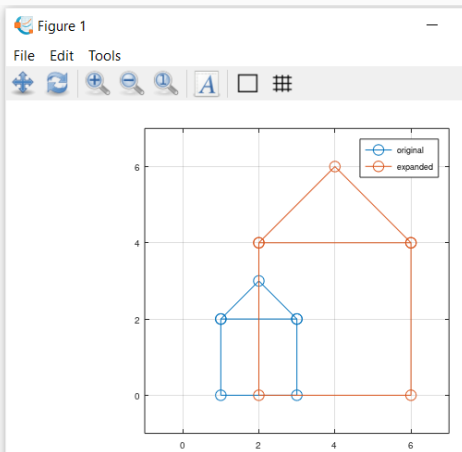 Figure 1
File Edit Tools
A
original
expanded
6
4
2
0
0 2 4 6